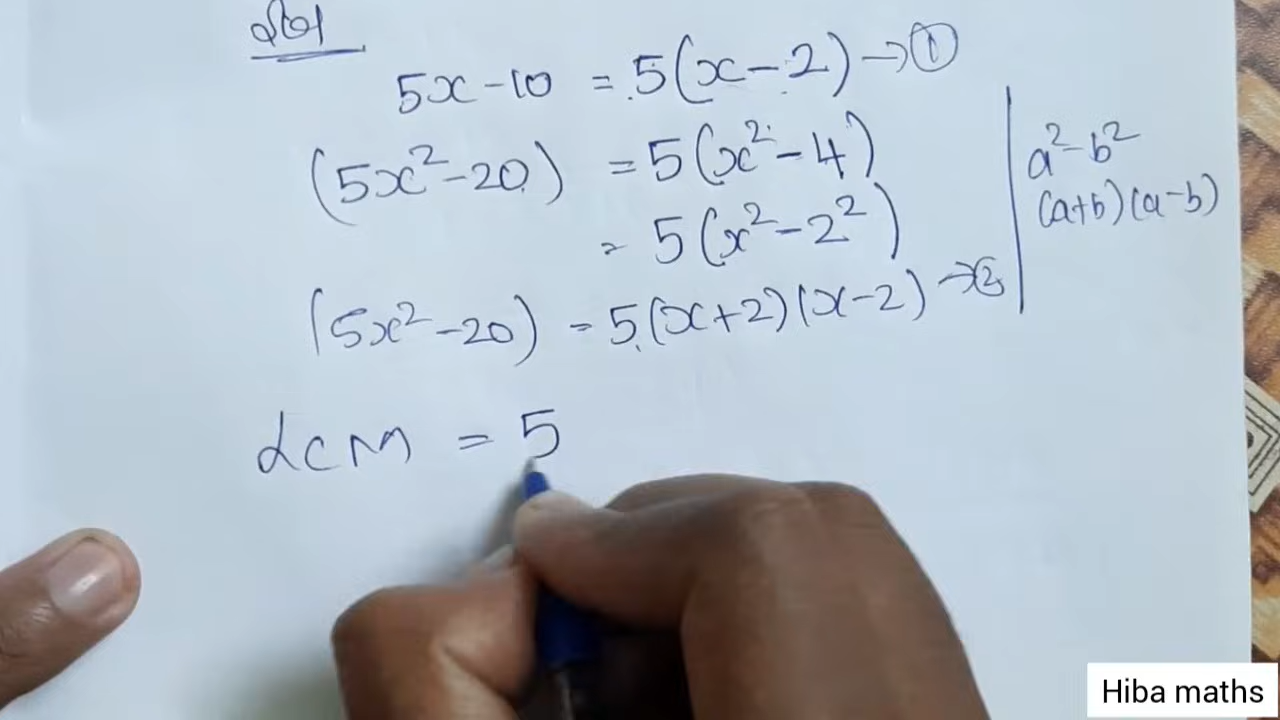 5x - 10 = 5(x - 2) → ①
(5x² - 20) = 5(x² - 4)
= 5(x² - 2²)
(5x² - 20) = 5(x + 2)(x - 2) → ②
a² - b²
(a+b)(a-b)
LCM = 5
Hiba maths